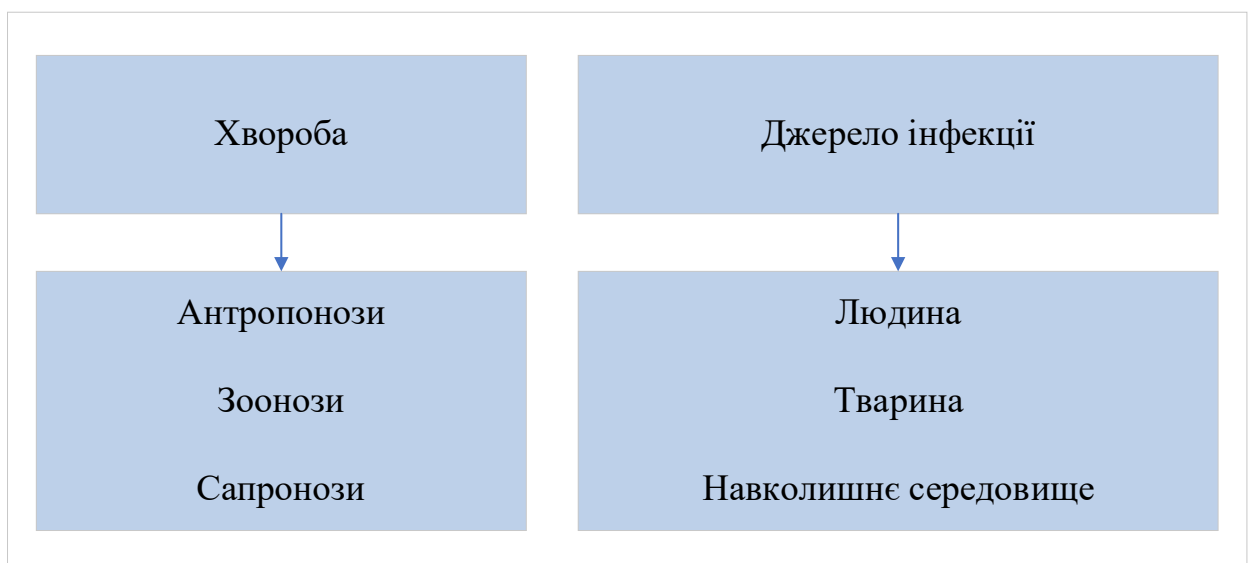 Хвороба
Джерело інфекції
Антропонози
Зоонози
Сапронози
Людина
Тварина
Навколишнє середовище